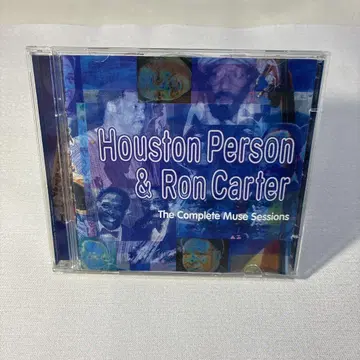 Houston Person
& Ron Carter
The Complete Muse Sessions